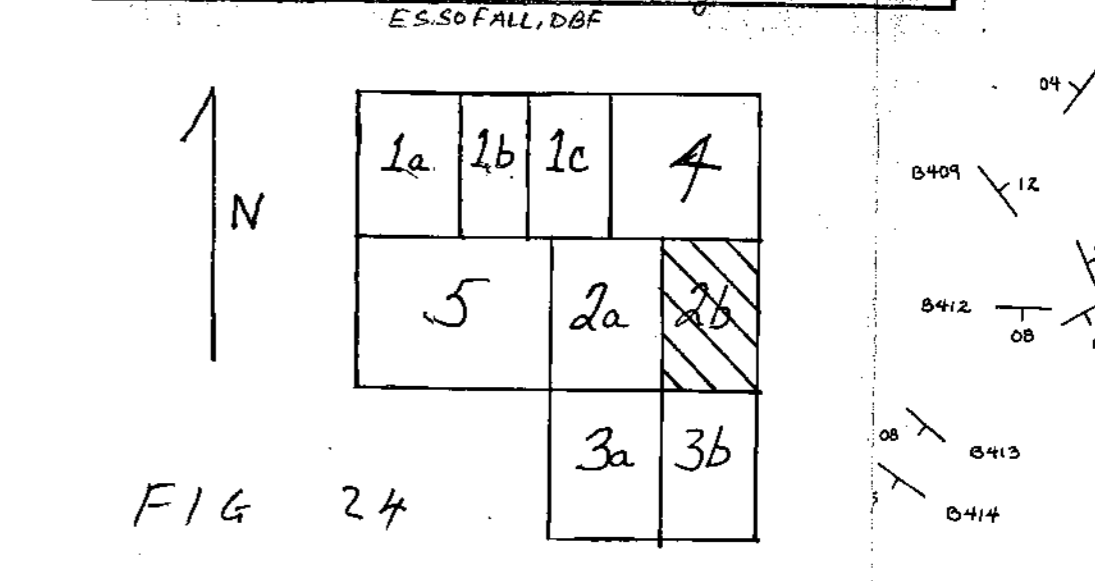 ES.SOFALL,DBF
04
1a 1b 1c 4
B409 12
N
5 2a 2b
B412
08
3a 3b
08 B413
B414
FIG 24